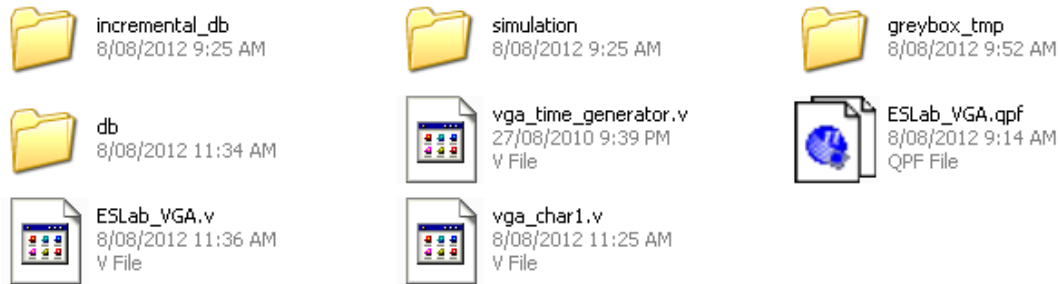 incremental_db
8/08/2012 9:25 AM
simulation
8/08/2012 9:25 AM
greybox_tmp
8/08/2012 9:52 AM
db
8/08/2012 11:34 AM
vga_time_generator.v
27/08/2010 9:39 PM
V File
ESLab_VGA.qpf
8/08/2012 9:14 AM
QPF File
ESLab_VGA.v
8/08/2012 11:36 AM
V File
vga_char1.v
8/08/2012 11:25 AM
V File